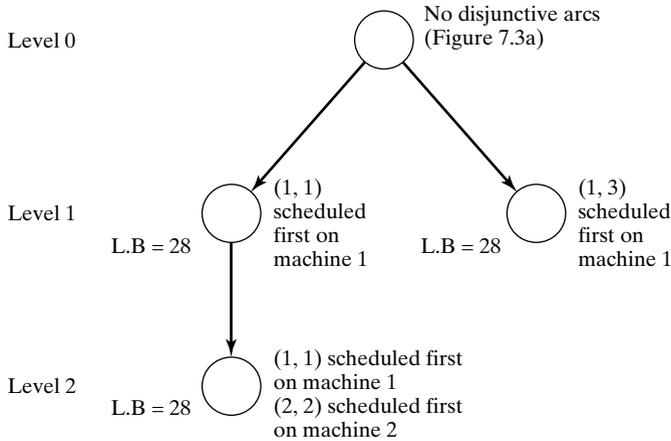 No disjunctive arcs
Level 0
(Figure 7.3a)
(1, 1)
scheduled
first on
machine 1
(1, 3)
scheduled
first on
machine 1
Level 1
L.B = 28
L.B = 28
(1, 1) scheduled first
on machine 1
(2, 2) scheduled first
on machine 2
Level 2
L.B = 28